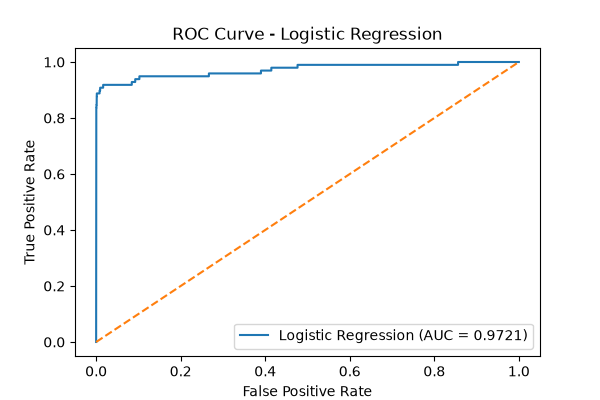 ROC Curve - Logistic Regression
True Positive Rate
1.0
0.8
0.6
0.4
0.2
0.0
Logistic Regression (AUC = 0.9721)
0.0 0.2 0.4 0.6 0.8 1.0
False Positive Rate